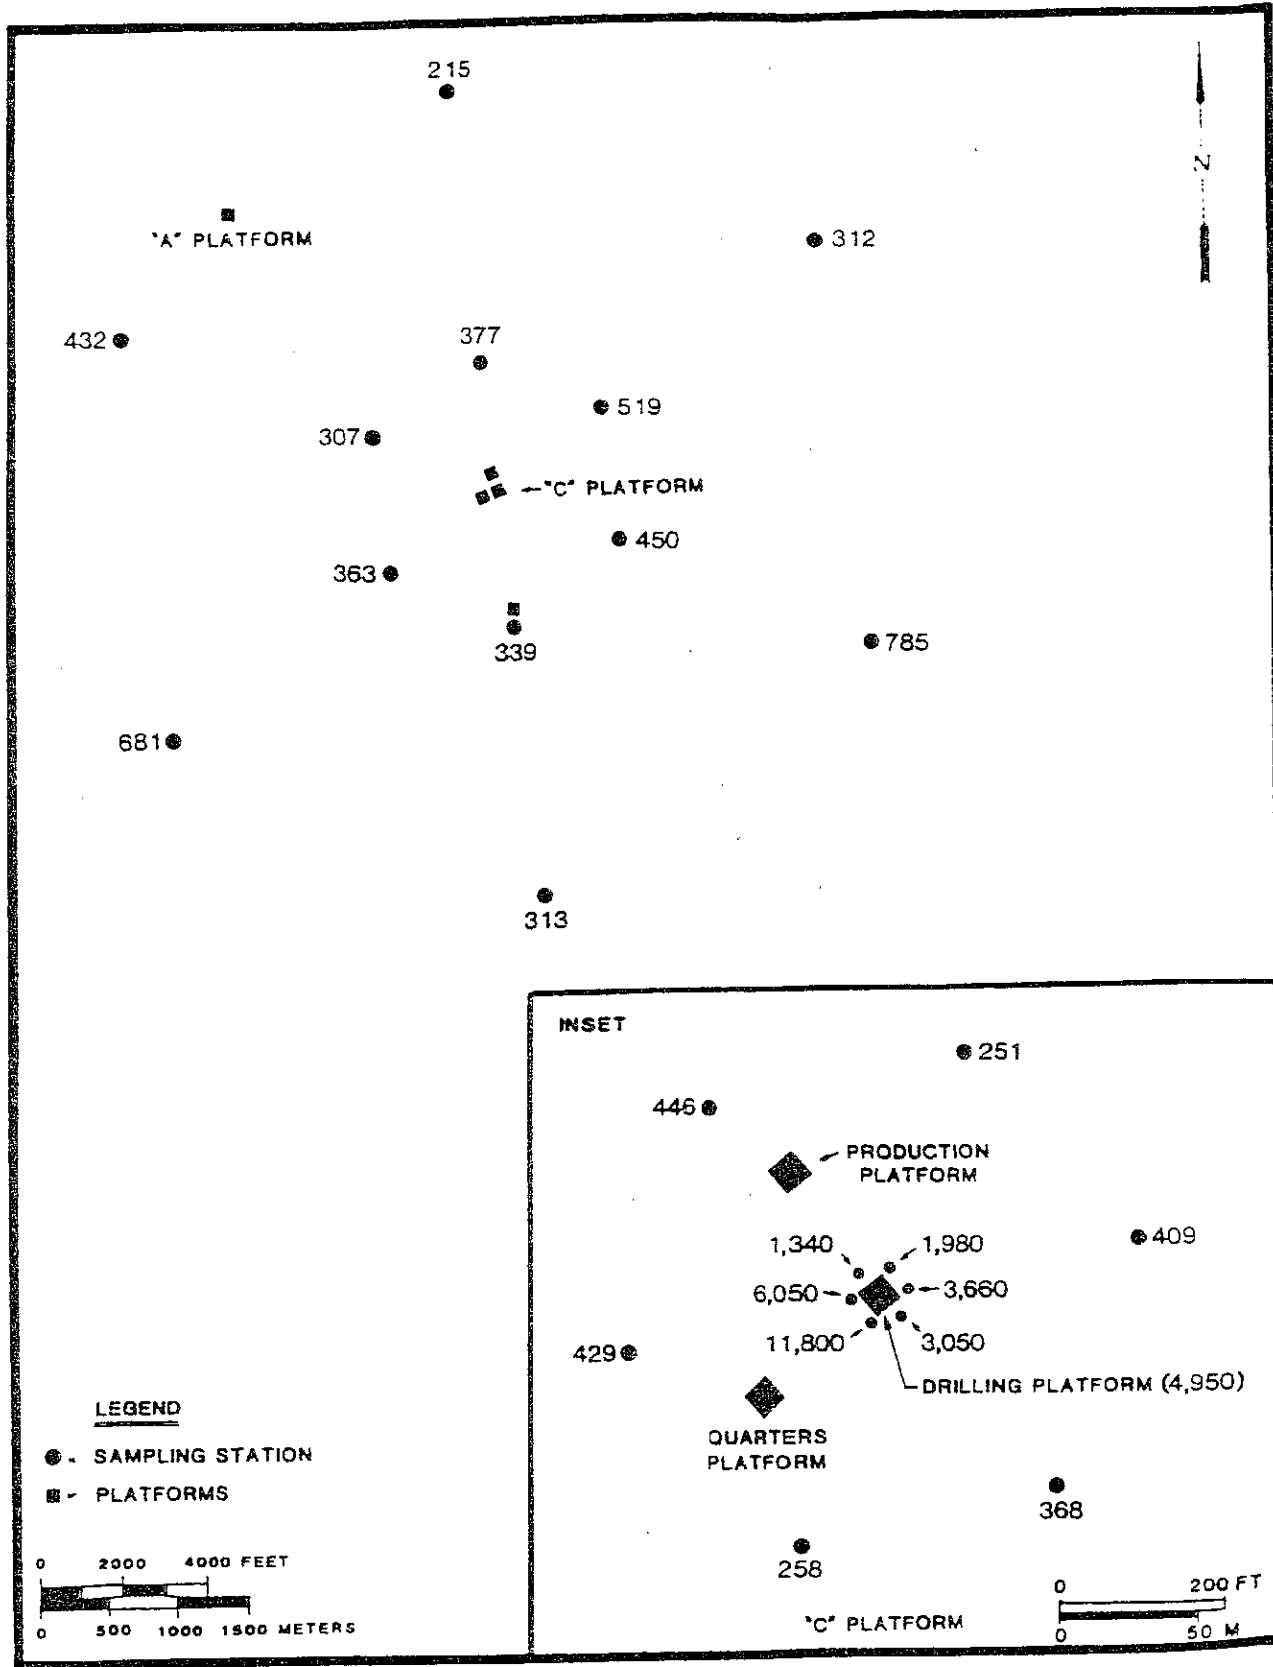 215
N
"A" PLATFORM
312
432
377
519
307
"C" PLATFORM
450
363
339
785
681
313
INSET
251
446
PRODUCTION
PLATFORM
409
1,340
1,980
6,050
3,660
11,800
3,050
429
DRILLING PLATFORM (4,950)
QUARTERS
PLATFORM
368
258
"C" PLATFORM
0 200 FT
0 50 M
LEGEND
- SAMPLING STATION
- PLATFORMS
0 2000 4000 FEET
0 500 1000 1500 METERS